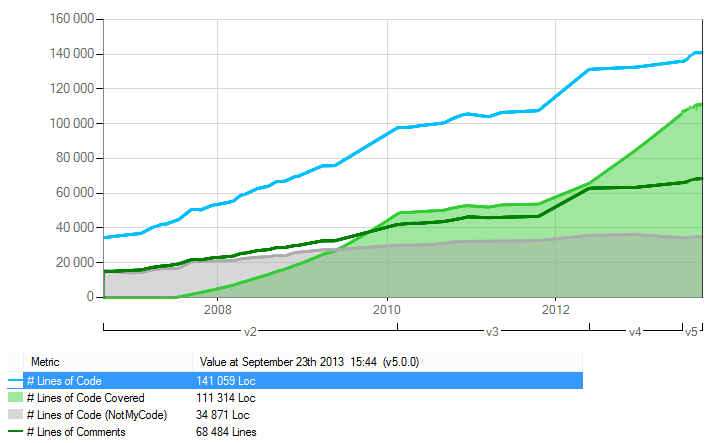 160 000
140 000
120 000
100 000
80 000
60 000
40 000
20 000
0
2008 2010 2012
v2 v3 v4 v5
Metric Value at September 23th 2013 15:44 (v5.0.0)
# Lines of Code 141 059 Loc
# Lines of Code Covered 111 314 Loc
# Lines of Code (NotMyCode) 34 871 Loc
# Lines of Comments 68 484 Lines